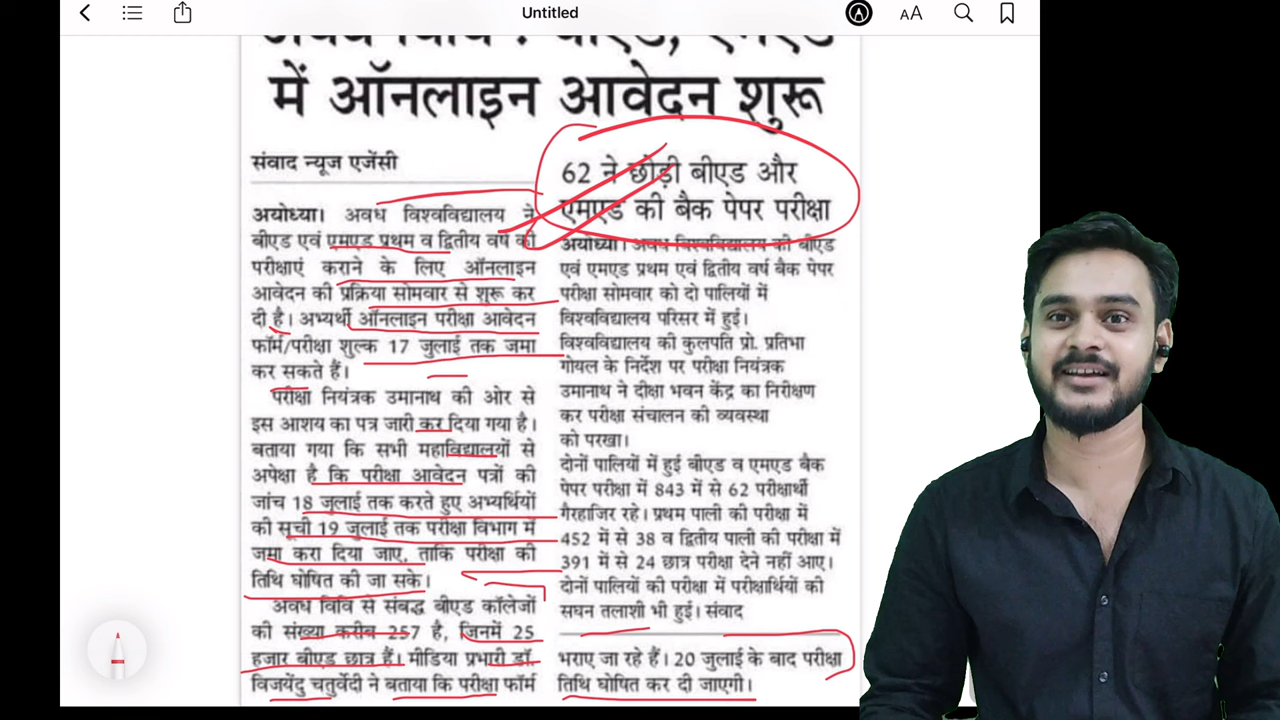 Untitled
AA
अवध विवि : बीएड, एमएड
में ऑनलाइन आवेदन शुरू
संवाद न्यूज एजेंसी
अयोध्या। अवध विश्वविद्यालय ने
बीएड एवं एमएड प्रथम व द्वितीय वर्ष की
परीक्षाएं कराने के लिए ऑनलाइन
आवेदन की प्रक्रिया सोमवार से शुरू कर
दी है। अभ्यर्थी ऑनलाइन परीक्षा आवेदन
फॉर्म/परीक्षा शुल्क 17 जुलाई तक जमा
कर सकते हैं।
परीक्षा नियंत्रक उमानाथ की ओर से
इस आशय का पत्र जारी कर दिया गया है।
बताया गया कि सभी महाविद्यालयों से
अपेक्षा है कि परीक्षा आवेदन पत्रों की
जांच 18 जुलाई तक करते हुए अभ्यर्थियों
की सूची 19 जुलाई तक परीक्षा विभाग में
जमा करा दिया जाए, ताकि परीक्षा की
तिथि घोषित की जा सके।
अवध विवि से संबद्ध बीएड कॉलेजों
की संख्या करीब 257 है, जिनमें 25
हजार बीएड छात्र हैं। मीडिया प्रभारी डॉ.
विजयेंदु चतुर्वेदी ने बताया कि परीक्षा फॉर्म
62 ने छोड़ी बीएड और
एमएड की बैक पेपर परीक्षा
अयोध्या। अवध विश्वविद्यालय की बीएड
एवं एमएड प्रथम एवं द्वितीय वर्ष बैक पेपर
परीक्षा सोमवार को दो पालियों में
विश्वविद्यालय परिसर में हुई।
विश्वविद्यालय की कुलपति प्रो. प्रतिभा
गोयल के निर्देश पर परीक्षा नियंत्रक
उमानाथ ने दीक्षा भवन केंद्र का निरीक्षण
कर परीक्षा संचालन की व्यवस्था
को परखा।
दोनों पालियों में हुई बीएड व एमएड बैक
पेपर परीक्षा में 843 में से 62 परीक्षार्थी
गैरहाजिर रहे। प्रथम पाली की परीक्षा में
452 में से 38 व द्वितीय पाली की परीक्षा में
391 में से 24 छात्र परीक्षा देने नहीं आए।
दोनों पालियों की परीक्षा में परीक्षार्थियों की
सघन तलाशी भी हुई। संवाद
भराए जा रहे हैं। 20 जुलाई के बाद परीक्षा
तिथि घोषित कर दी जाएगी।